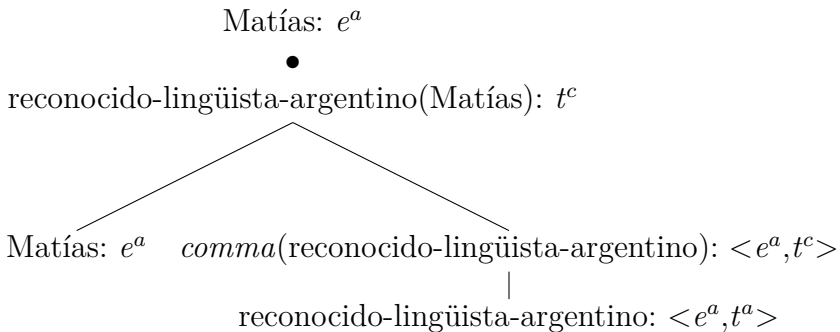 Matías: e^a
•
reconocido-lingüista-argentino(Matías): t^c
Matías: e^a comma(reconocido-lingüista-argentino): <e^a,t^c>
reconocido-lingüista-argentino: <e^a,t^a>